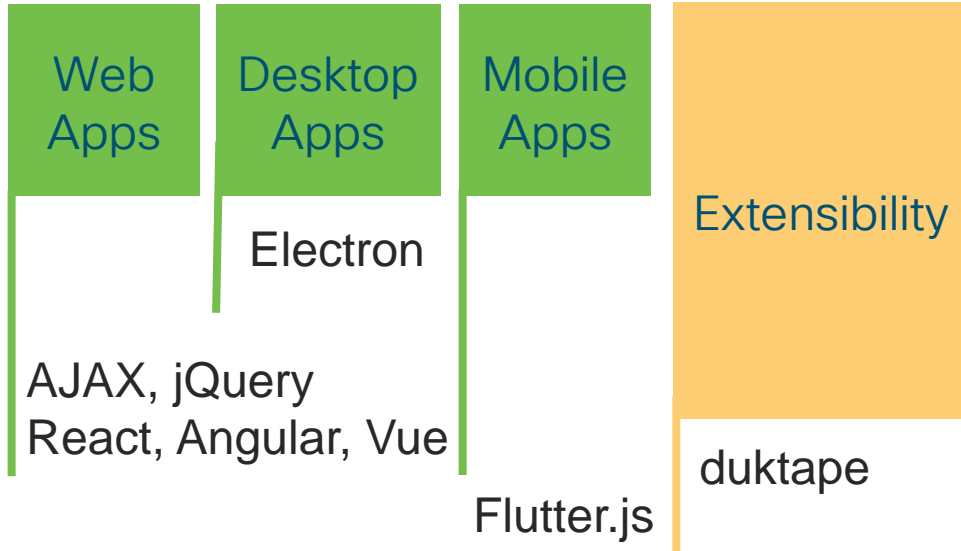 Web
Apps
Desktop
Apps
Mobile
Apps
Extensibility
Electron
AJAX, jQuery
React, Angular, Vue
Flutter.js
duktape